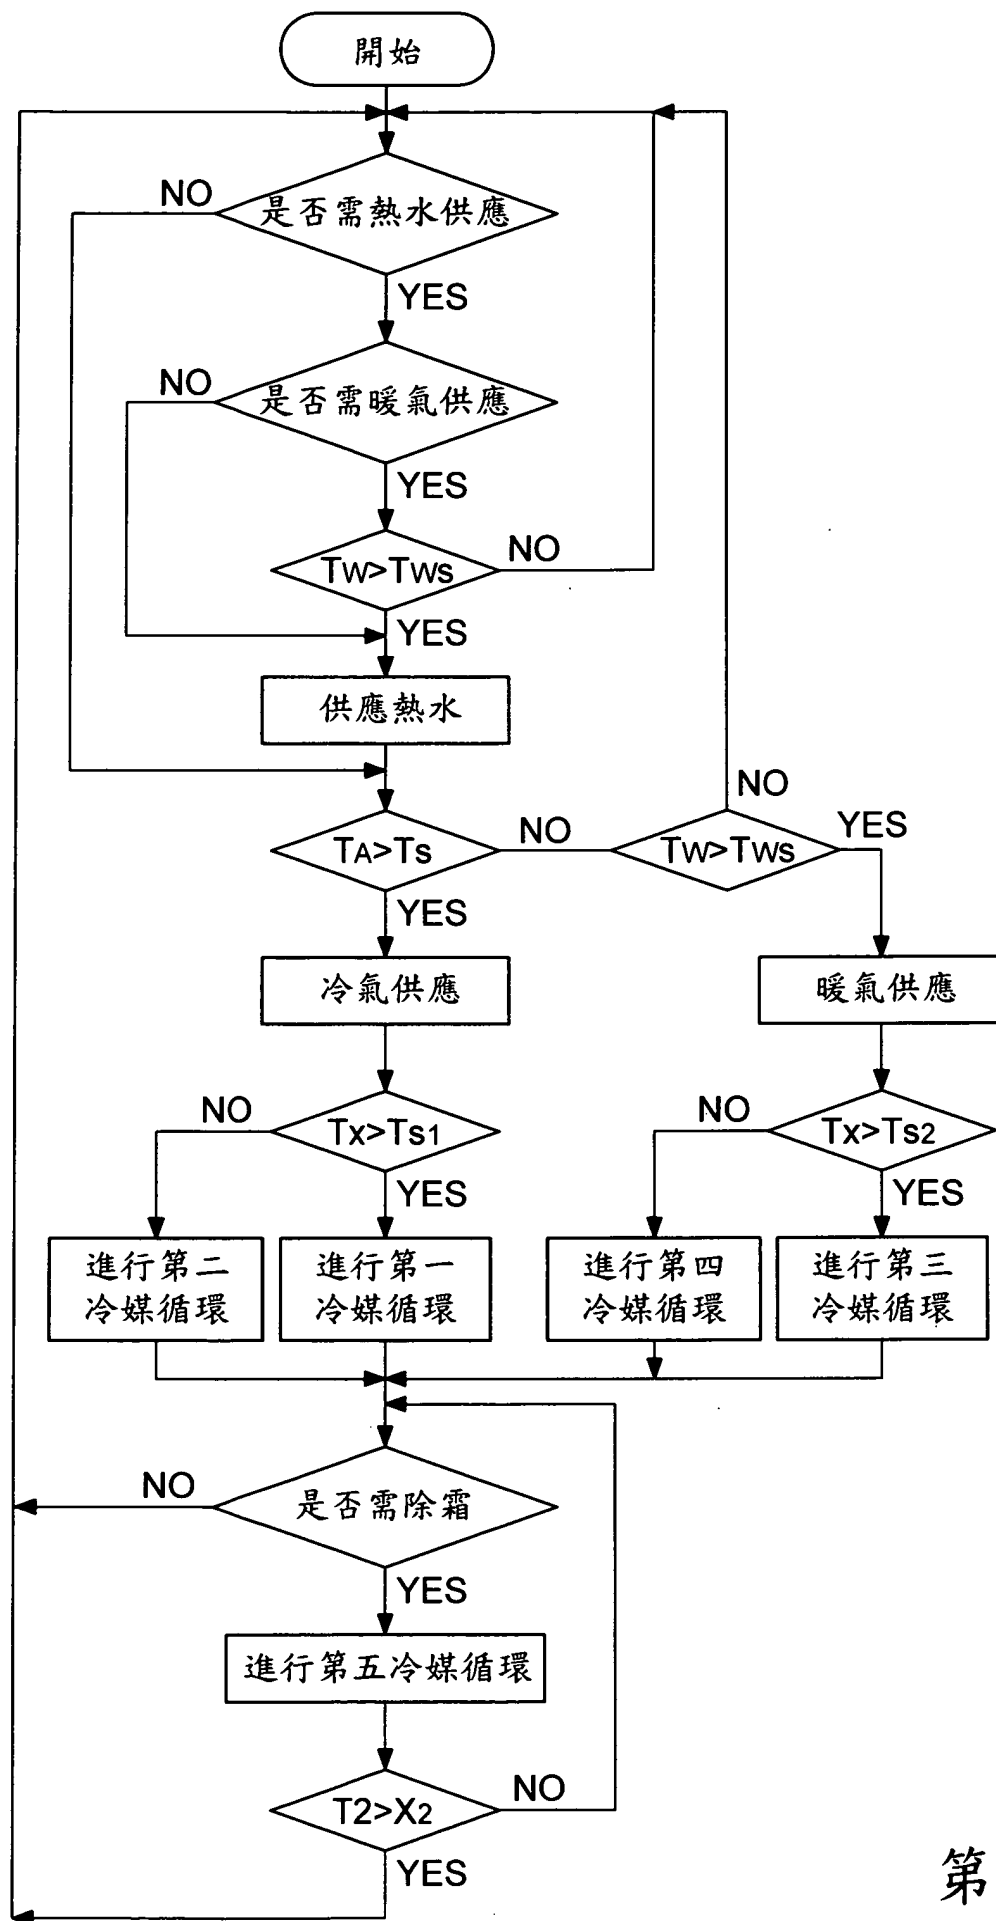 開始
NO
是否需熱水供應
YES
NO
是否需暖氣供應
YES
TW>TWS
NO
YES
供應熱水
TA>TS
NO
YES
TW>TWS
NO
YES
冷氣供應
暖氣供應
NO
TX>TS1
YES
NO
TX>TS2
YES
進行第二
冷媒循環
進行第一
冷媒循環
進行第四
冷媒循環
進行第三
冷媒循環
NO
是否需除霜
YES
進行第五冷媒循環
T2>X2
NO
YES
第